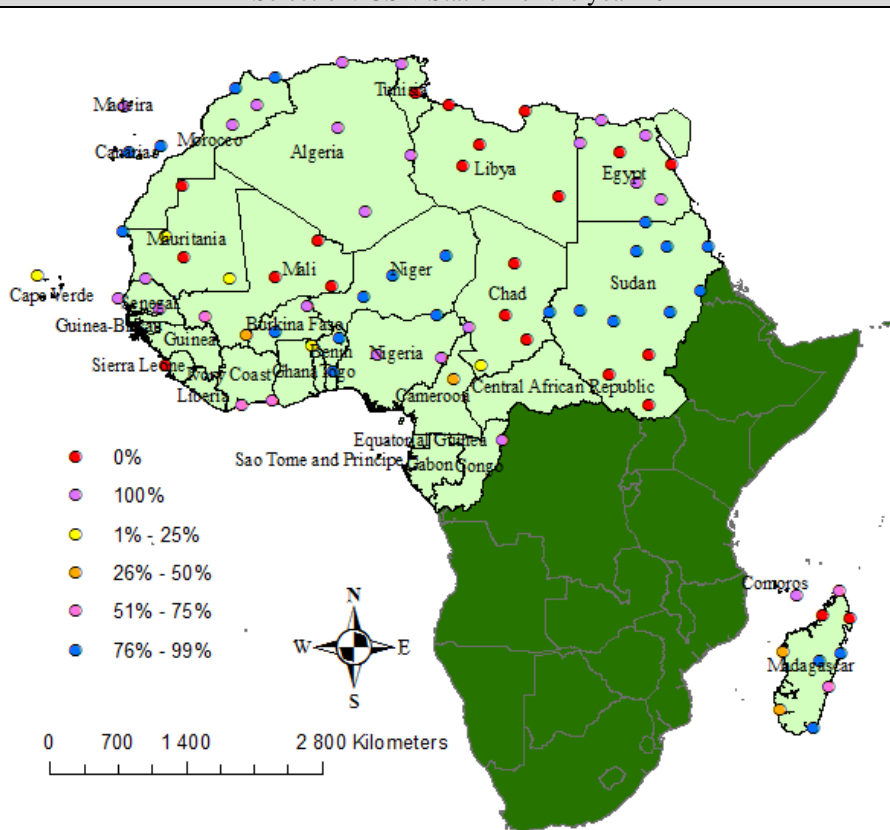 Tunisia
Madeira
Morocco
Canarias
Algeria
Libya
Egypt
Mauritania
Mali
Niger
Chad
Sudan
Cape Verde
Senegal
Guinea-Bissau
Burkina Faso
Guinea
Benin
Sierra Leone
Ivory Coast
Ghana
Togo
Nigeria
Liberia
Cameroon
Central African Republic
Equatorial Guinea
Sao Tome and Principe
Gabon
Congo
0%
100%
1% - 25%
26% - 50%
51% - 75%
76% - 99%
Comoros
Madagascar
N
W
E
S
0 700 1 400 2 800 Kilometers